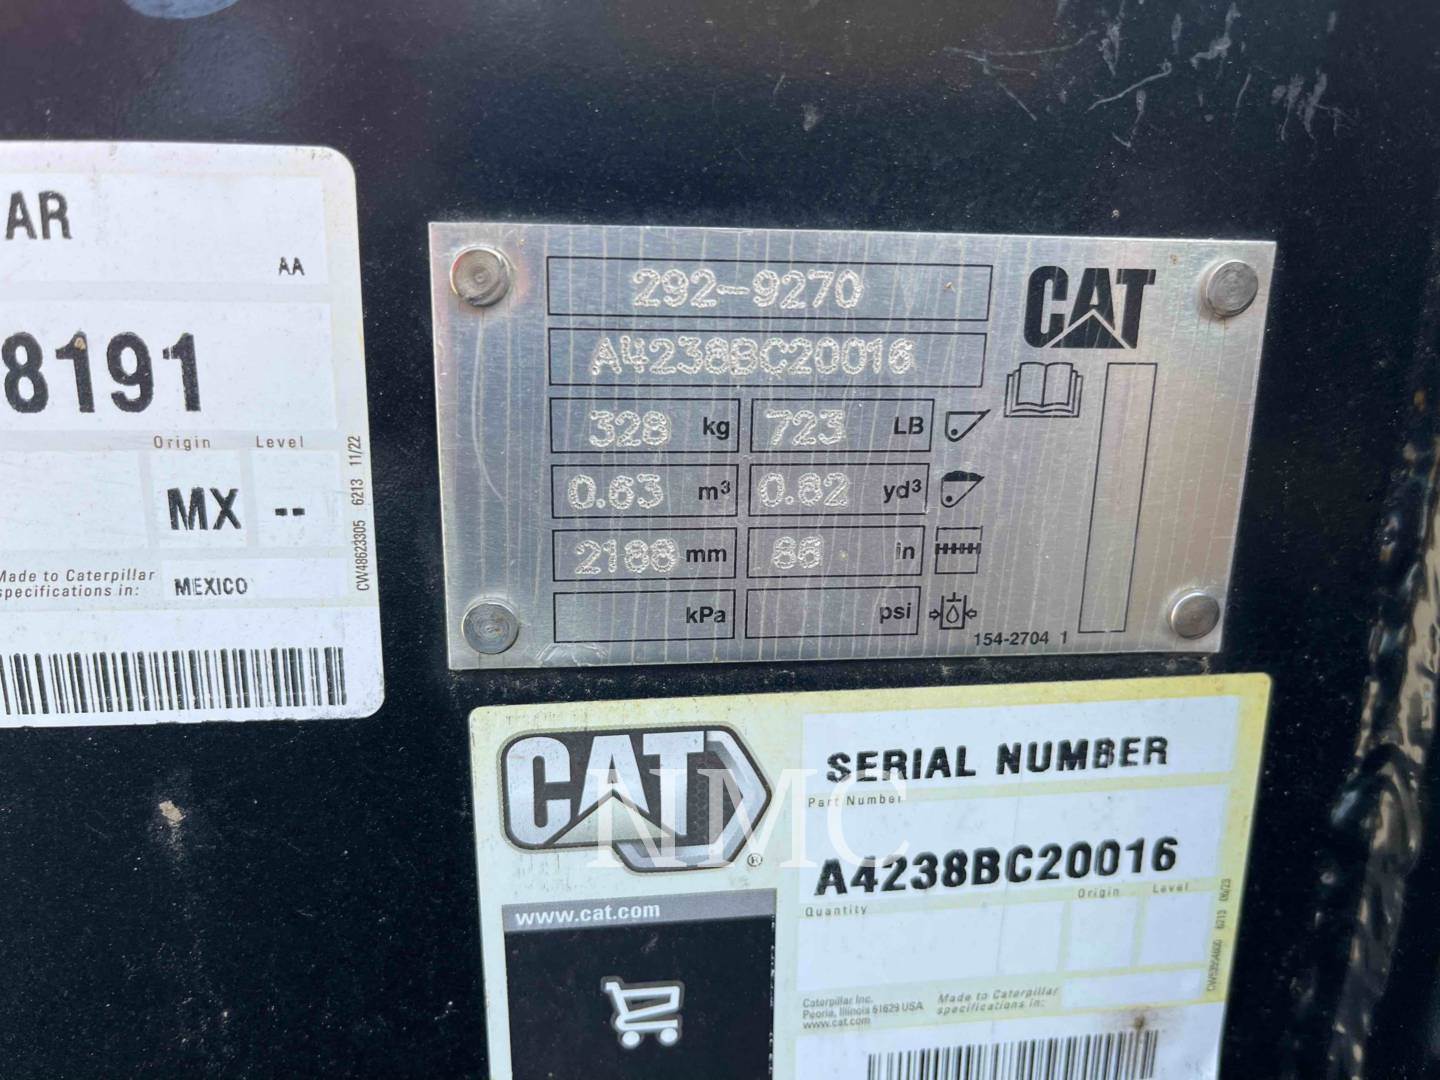 AR
AA
8191
Origin Level
MX --
Made to Caterpillar
specifications in: MEXICO
CW48623305 6213 11/22
292-9270
CAT
A4238BC20016
328 kg 723 LB
0.63 m³ 0.82 yd³
2188 mm 86 in
kPa psi
154-2704 1
CAT
®
NMC
www.cat.com
SERIAL NUMBER
Part Number
A4238BC20016
Quantity Origin Level
Caterpillar Inc.
Peoria, Illinois 61629 USA
www.cat.com
Made to Caterpillar
specifications in:
6213 06/23